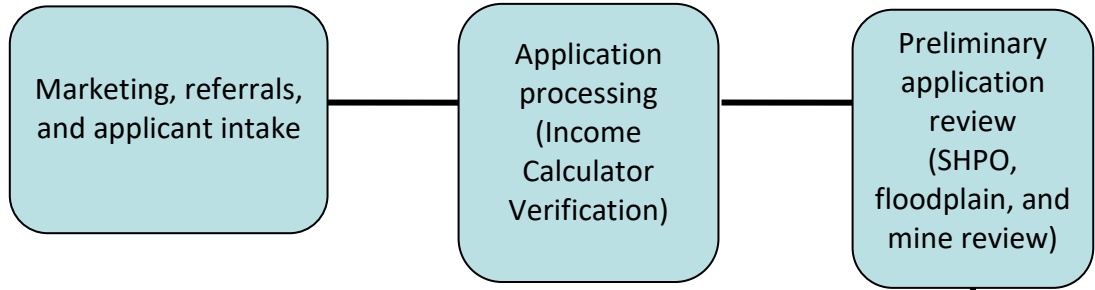 Marketing, referrals,
and applicant intake
Application
processing
(Income
Calculator
Verification)
Preliminary
application
review
(SHPO,
floodplain, and
mine review)